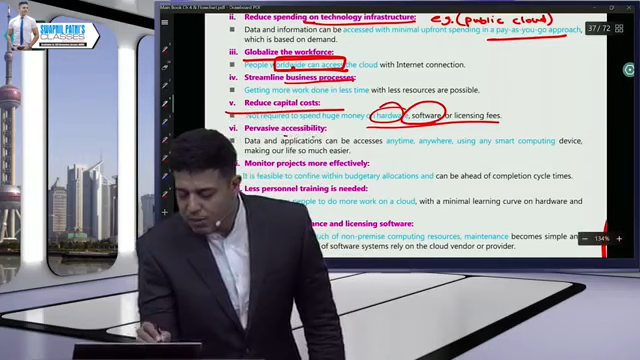 Main Book Ch 4 & Flowchart.pdf - Drawboard PDF
SWAPNIL PATNI'S
CLASSES
37 / 72
ii. Reduce spending on technology infrastructure: e.g. (public cloud)
Data and information can be accessed with minimal upfront spending in a pay-as-you-go approach,
which is based on demand.
iii. Globalize the workforce:
People worldwide can access the cloud with Internet connection.
iv. Streamline business processes:
Getting more work done in less time with less resources are possible.
v. Reduce capital costs:
Not required to spend huge money on hardware, software or licensing fees.
vi. Pervasive accessibility:
Data and applications can be accesses anytime, anywhere, using any smart computing device,
making our life so much easier.
Monitor projects more effectively:
It is feasible to confine within budgetary allocations and can be ahead of completion cycle times.
Less personnel training is needed:
people to do more work on a cloud, with a minimal learning curve on hardware and
and licensing software:
of non-premise computing resources, maintenance becomes simple
of software systems rely on the cloud vendor or provider.
134%